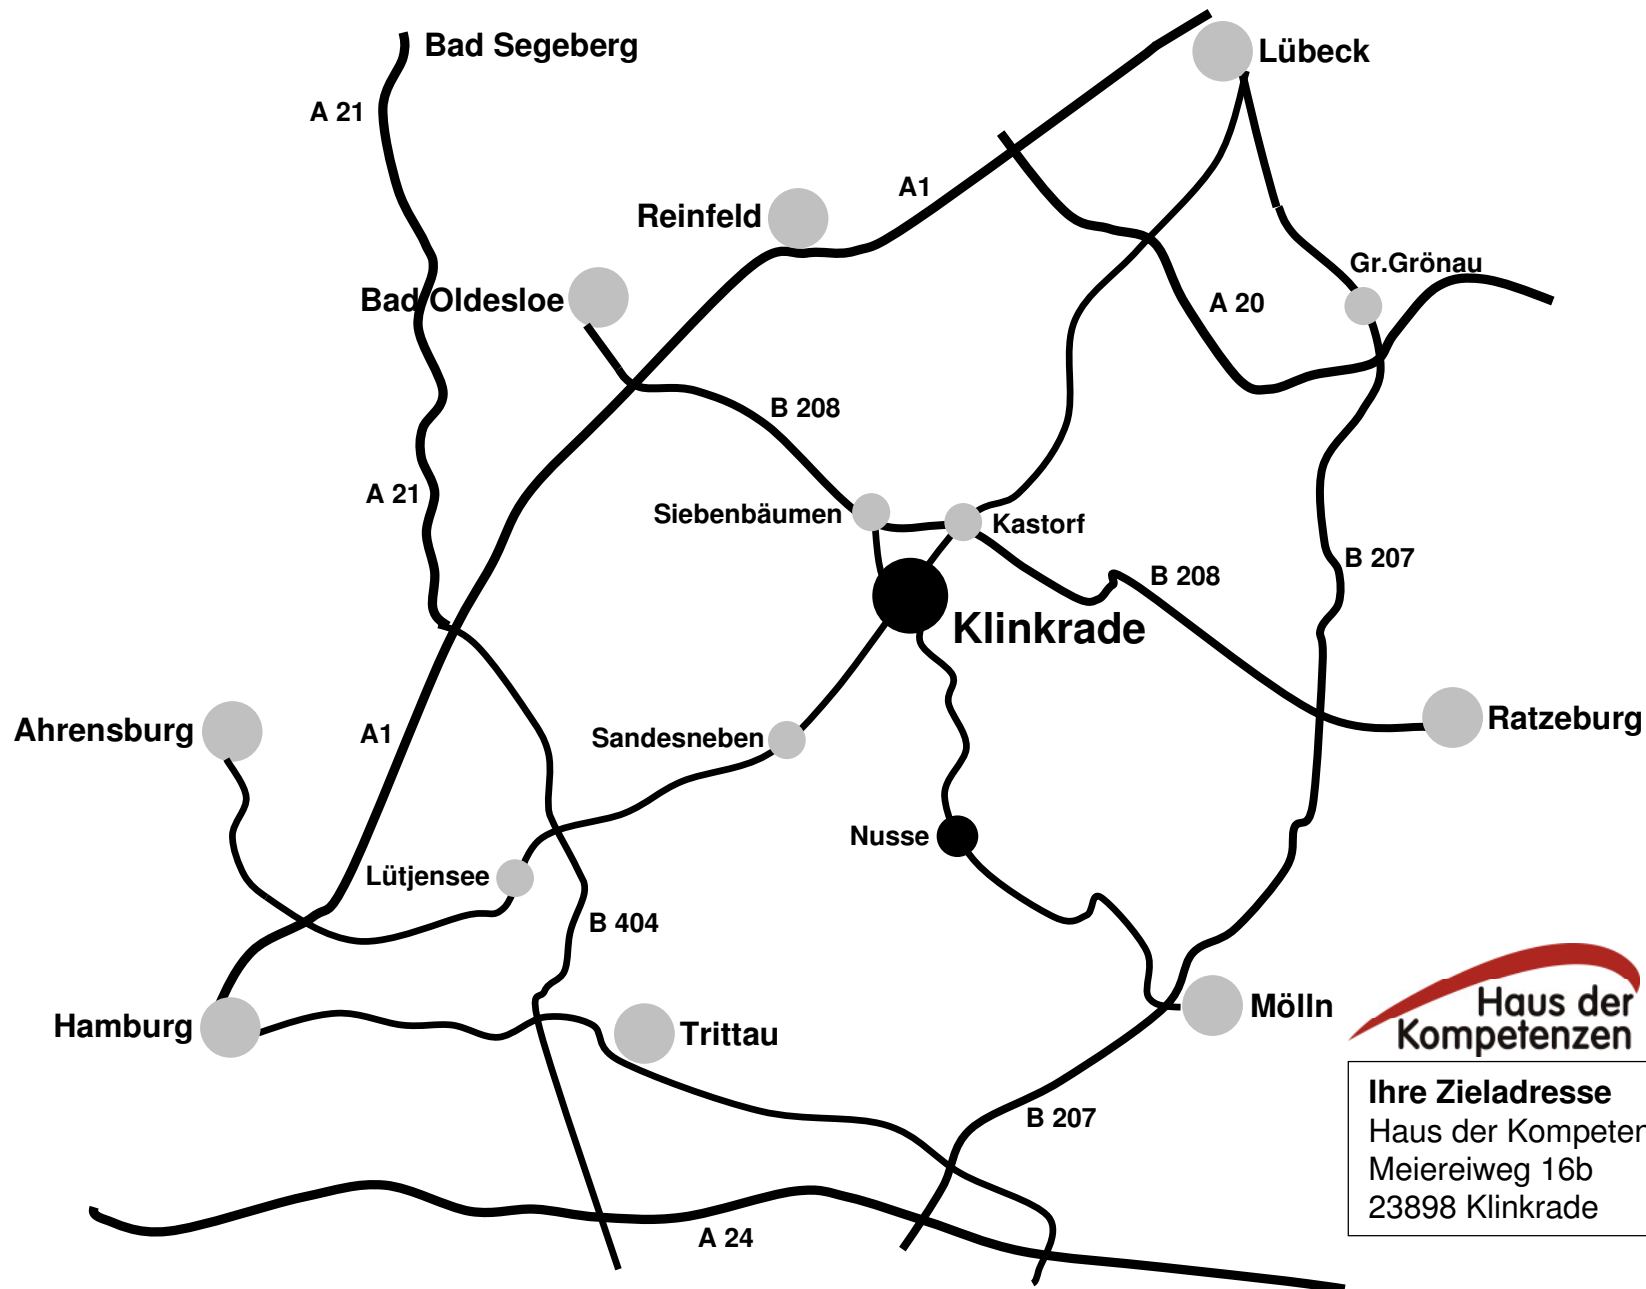 Bad Segeberg
Lübeck
A 21
A1
Reinfeld
Gr.Grönau
Bad Oldesloe
A 20
B 208
A 21
Siebenbäumen
Kastorf
B 207
B 208
Klinkrade
Ahrensburg
A1
Sandesneben
Ratzeburg
Nusse
Lütjensee
B 404
Hamburg
Trittau
Mölln
Haus der
Kompetenzen
Ihre Zieladresse
Haus der Kompeten
Meiereiweg 16b
23898 Klinkrade
B 207
A 24